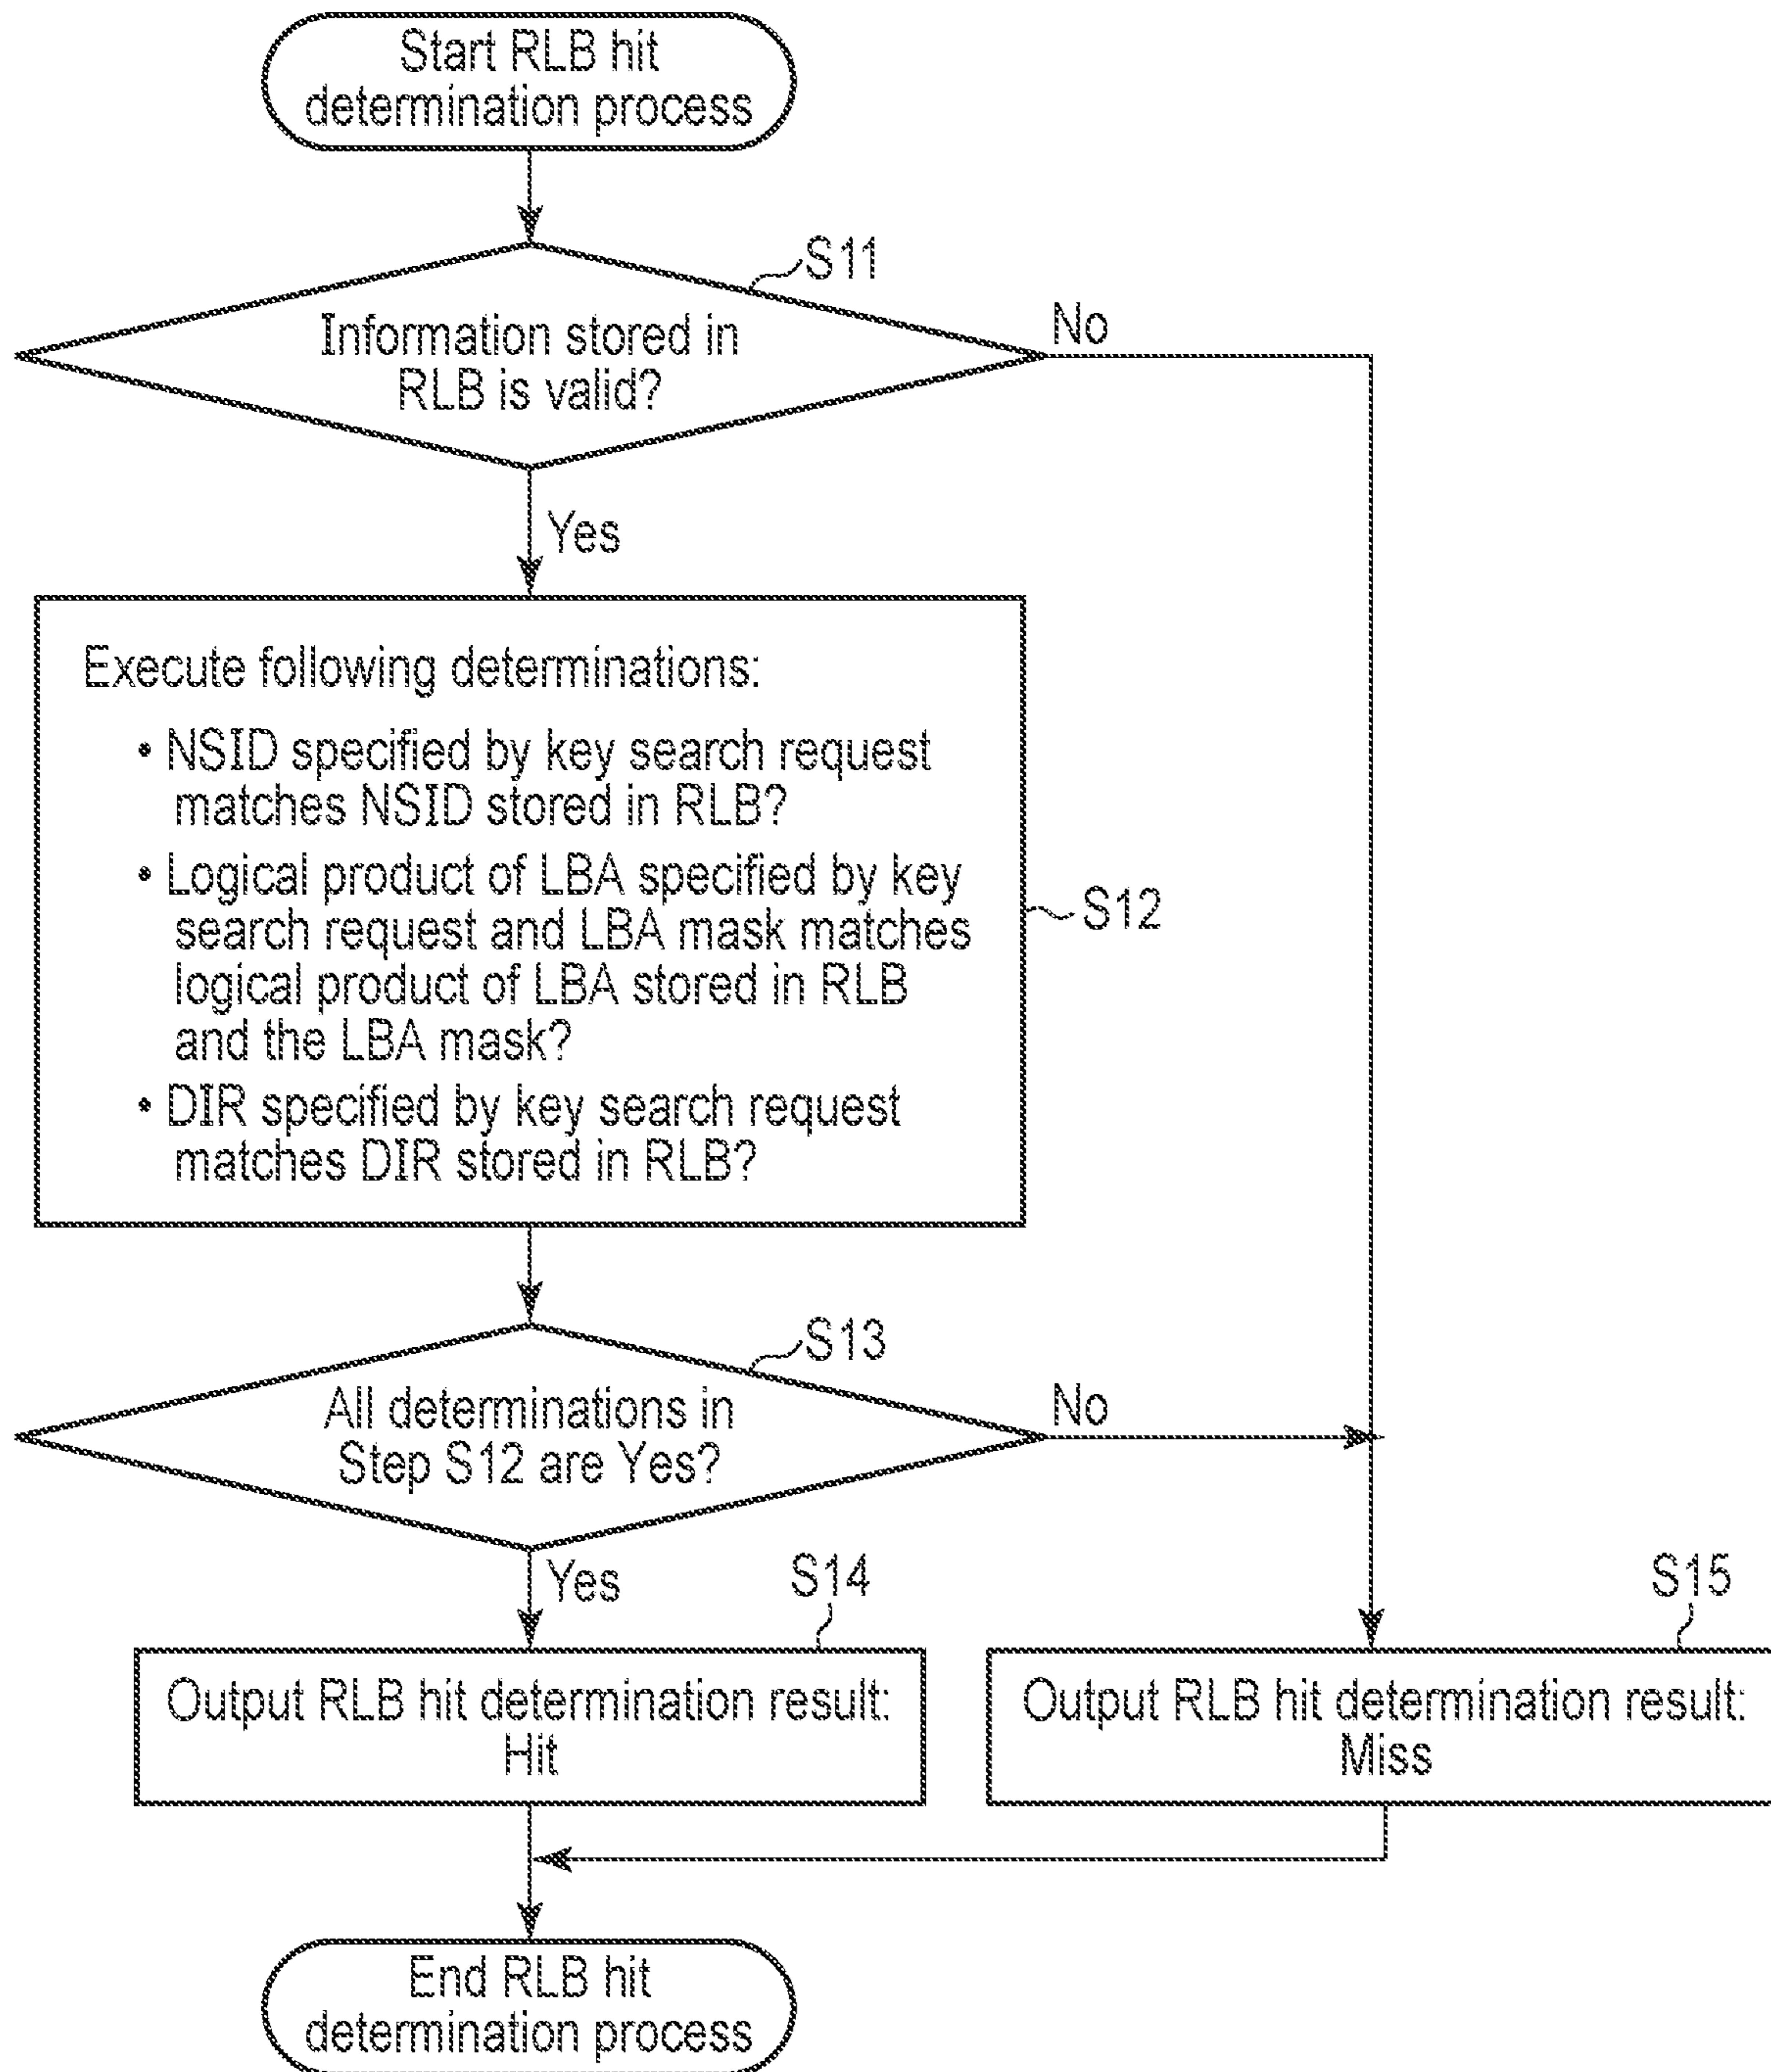 Start RLB hit
determination process
S11
Information stored in
RLB is valid?
No
Yes
Execute following determinations:
• NSID specified by key search request
matches NSID stored in RLB?
• Logical product of LBA specified by key
search request and LBA mask matches
logical product of LBA stored in RLB
and the LBA mask?
• DIR specified by key search request
matches DIR stored in RLB?
S12
S13
All determinations in
Step S12 are Yes?
No
Yes
S14
S15
Output RLB hit determination result:
Hit
Output RLB hit determination result:
Miss
End RLB hit
determination process